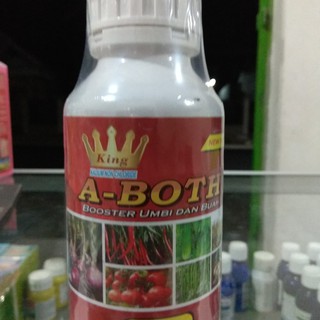 King
A-BOTH
BOOSTER UMBI DAN BUAH